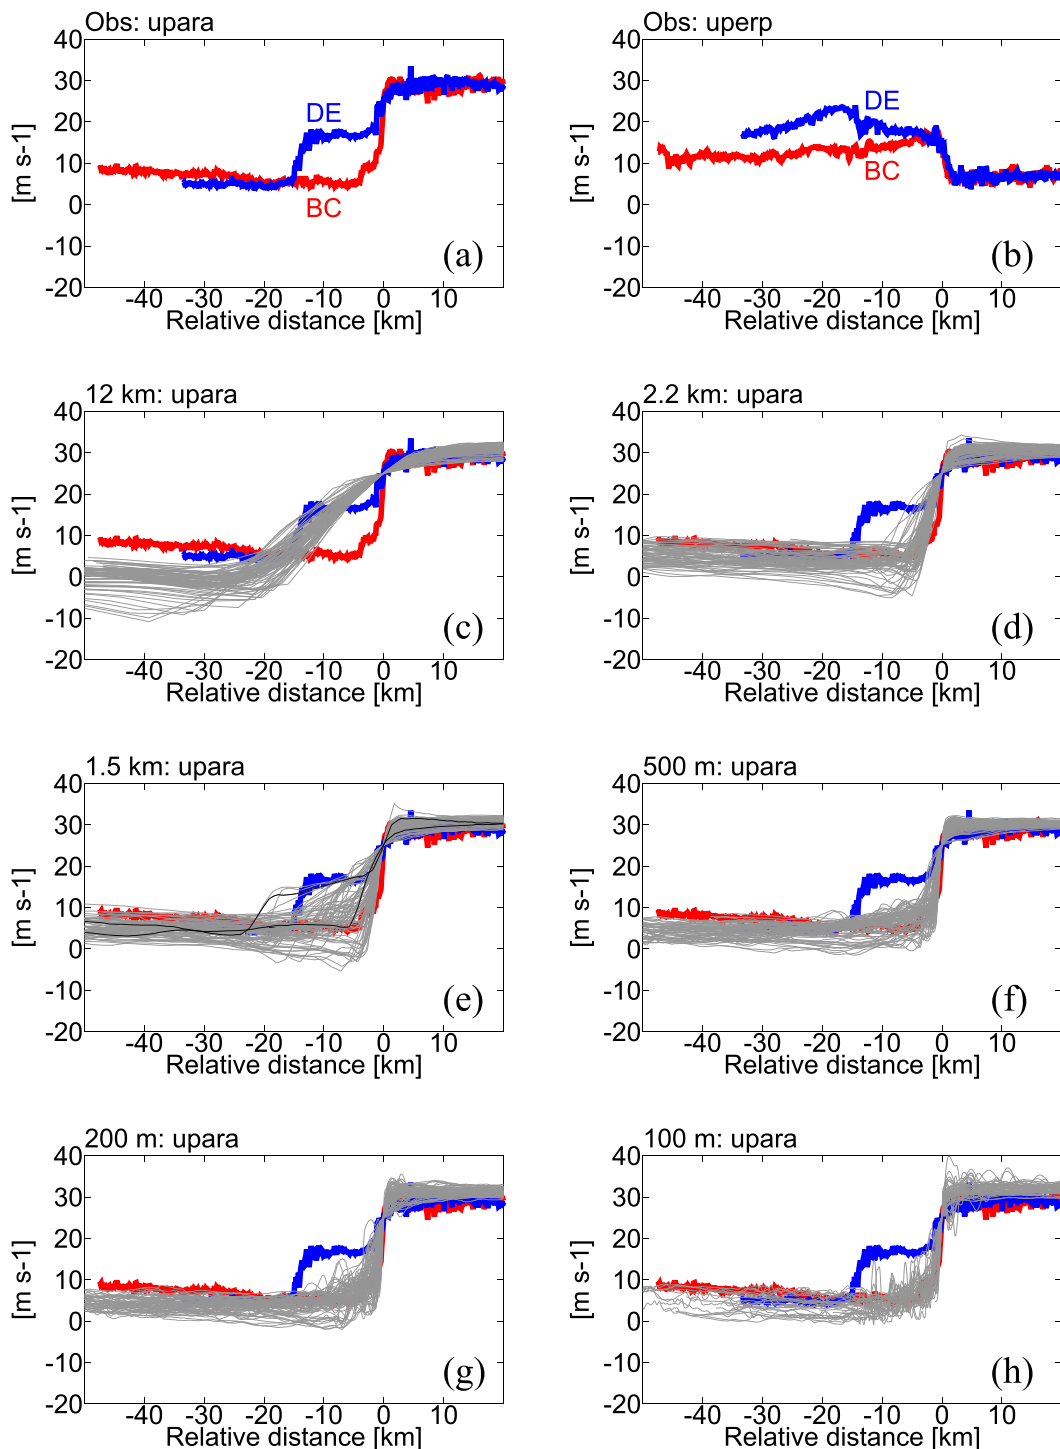 Obs: upara
40
30
20
10
0
-10
-20
[m s-1]
DE
BC
(a)
-40 -30 -20 -10 0 10
Relative distance [km]
Obs: uperp
40
30
20
10
0
-10
-20
[m s-1]
DE
BC
(b)
-40 -30 -20 -10 0 10
Relative distance [km]
12 km: upara
40
30
20
10
0
-10
-20
[m s-1]
(c)
-40 -30 -20 -10 0 10
Relative distance [km]
2.2 km: upara
40
30
20
10
0
-10
-20
[m s-1]
(d)
-40 -30 -20 -10 0 10
Relative distance [km]
1.5 km: upara
40
30
20
10
0
-10
-20
[m s-1]
(e)
-40 -30 -20 -10 0 10
Relative distance [km]
500 m: upara
40
30
20
10
0
-10
-20
[m s-1]
(f)
-40 -30 -20 -10 0 10
Relative distance [km]
200 m: upara
40
30
20
10
0
-10
-20
[m s-1]
(g)
-40 -30 -20 -10 0 10
Relative distance [km]
100 m: upara
40
30
20
10
0
-10
-20
[m s-1]
(h)
-40 -30 -20 -10 0 10
Relative distance [km]